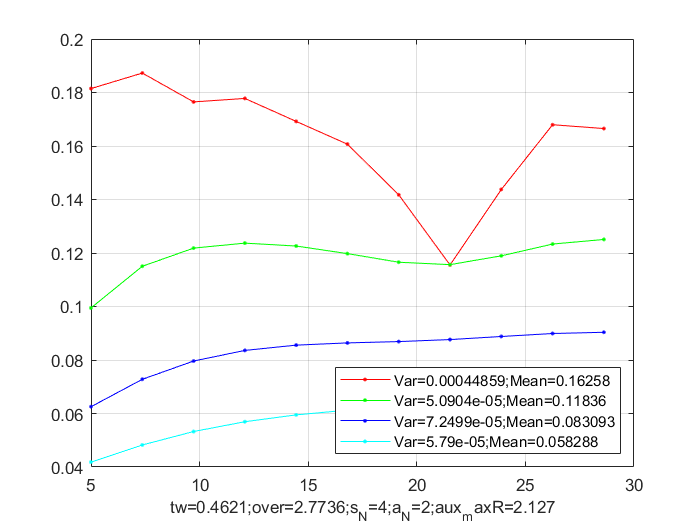 0.2
0.18
0.16
0.14
0.12
0.1
0.08
0.06
0.04
Var=0.00044859;Mean=0.16258
Var=5.0904e-05;Mean=0.11836
Var=7.2499e-05;Mean=0.083093
Var=5.79e-05;Mean=0.058288
5 10 15 20 25 30
tw=0.4621;over=2.7736;s_N=4;a_N=2;aux_maxR=2.127